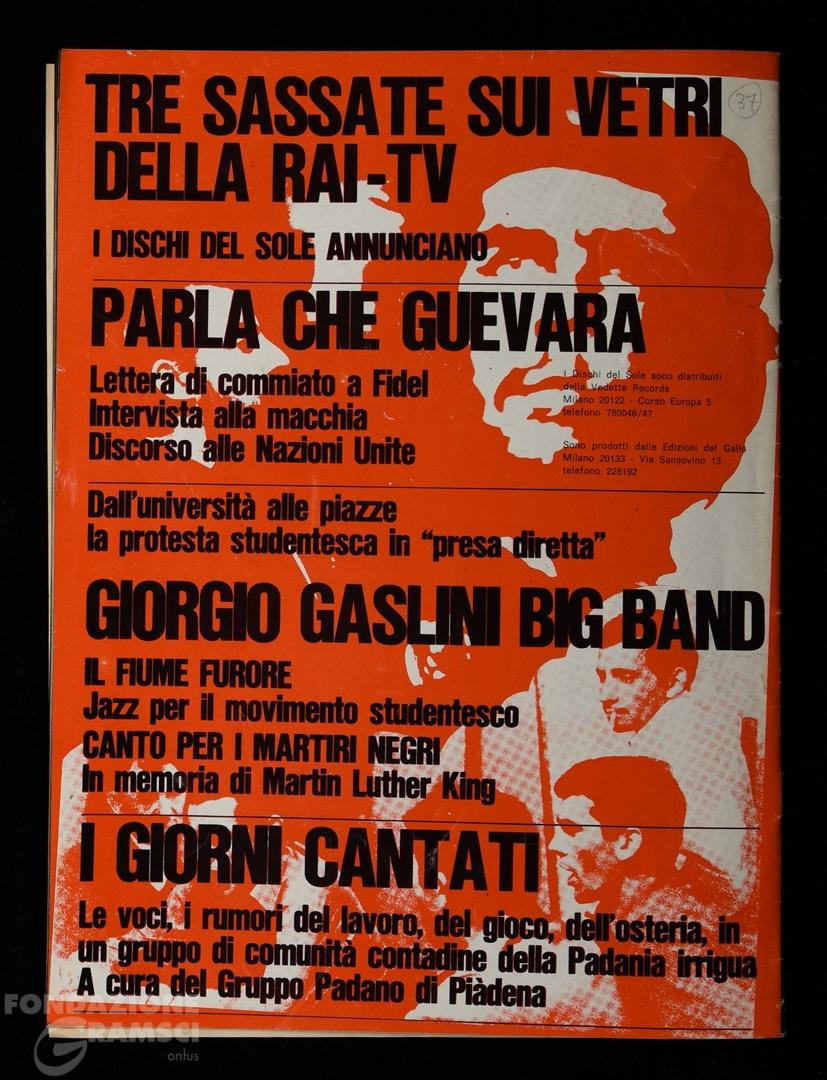 TRE SASSATE SUI VETRI
DELLA RAI-TV
37
I DISCHI DEL SOLE ANNUNCIANO
PARLA CHE GUEVARA
Lettera di commiato a Fidel
Intervista alla macchia
Discorso alle Nazioni Unite
I Dischi del Sole sono distribuiti
dalla Vedette Records
Milano 20122 - Corso Europa 5
telefono 780046/47
Sono prodotti dalle Edizioni del Gallo
Milano 20133 - Via Sansovino 13
telefono 228192
Dall'università alle piazze
la protesta studentesca in "presa diretta"
GIORGIO GASLINI BIG BAND
IL FIUME FURORE
Jazz per il movimento studentesco
CANTO PER I MARTIRI NEGRI
In memoria di Martin Luther King
I GIORNI CANTATI
Le voci, i rumori del lavoro, del gioco, dell'osteria, in
un gruppo di comunità contadine della Padania irrigua
A cura del Gruppo Padano di Piàdena
FONDAZIONE
GRAMSCI
onlus